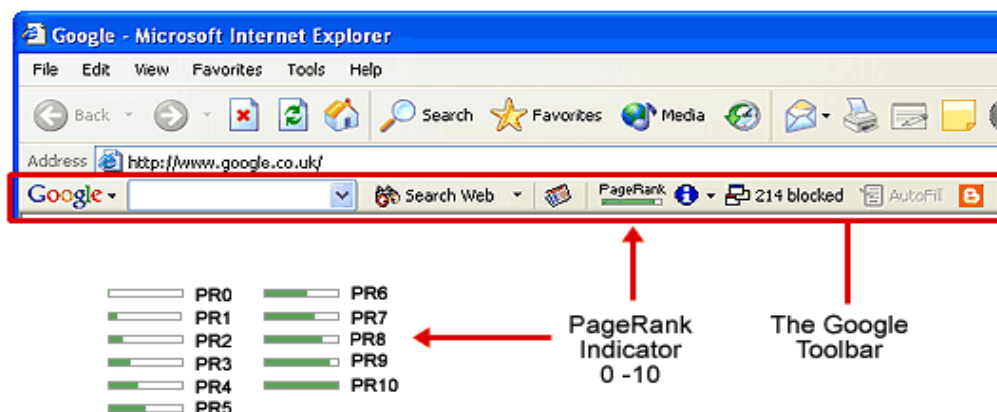 Google - Microsoft Internet Explorer
File Edit View Favorites Tools Help
Back Search Favorites Media
Address http://www.google.co.uk/
Google Search Web PageRank 214 blocked AutoFill
PR0 PR6
PR1 PR7
PR2 PR8
PR3 PR9
PR4 PR10
PR5
PageRank
Indicator
0 -10
The Google
Toolbar